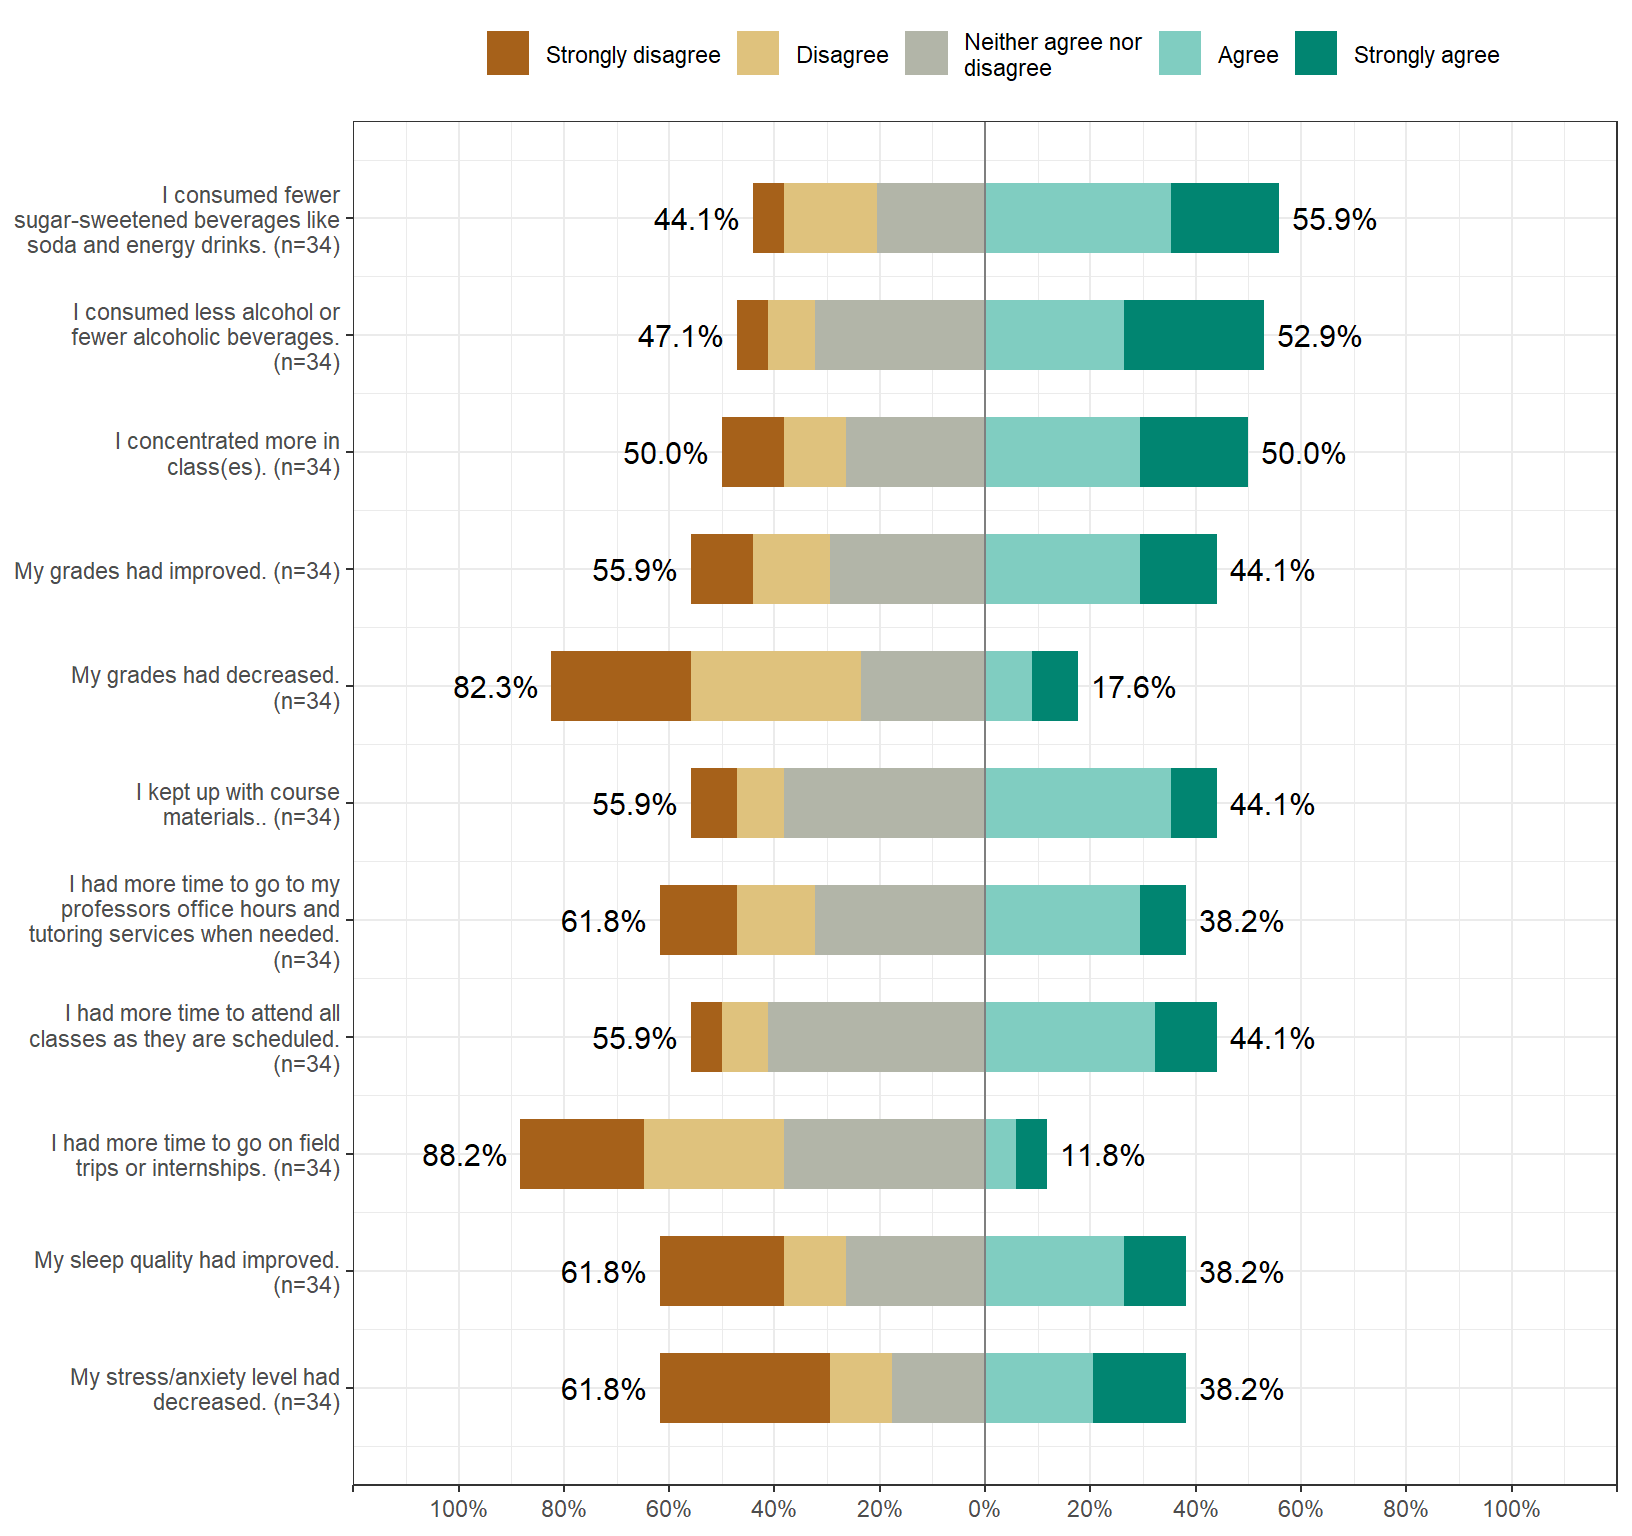 Strongly disagree
Disagree
Neither agree nor
disagree
Agree
Strongly agree
I consumed fewer
sugar-sweetened beverages like
soda and energy drinks. (n=34)
44.1%
55.9%
I consumed less alcohol or
fewer alcoholic beverages.
(n=34)
47.1%
52.9%
I concentrated more in
class(es). (n=34)
50.0%
50.0%
My grades had improved. (n=34)
55.9%
44.1%
My grades had decreased.
(n=34)
82.3%
17.6%
I kept up with course
materials.. (n=34)
55.9%
44.1%
I had more time to go to my
professors office hours and
tutoring services when needed.
(n=34)
61.8%
38.2%
I had more time to attend all
classes as they are scheduled.
(n=34)
55.9%
44.1%
I had more time to go on field
trips or internships. (n=34)
88.2%
11.8%
My sleep quality had improved.
(n=34)
61.8%
38.2%
My stress/anxiety level had
decreased. (n=34)
61.8%
38.2%
100% 80% 60% 40% 20% 0% 20% 40% 60% 80% 100%